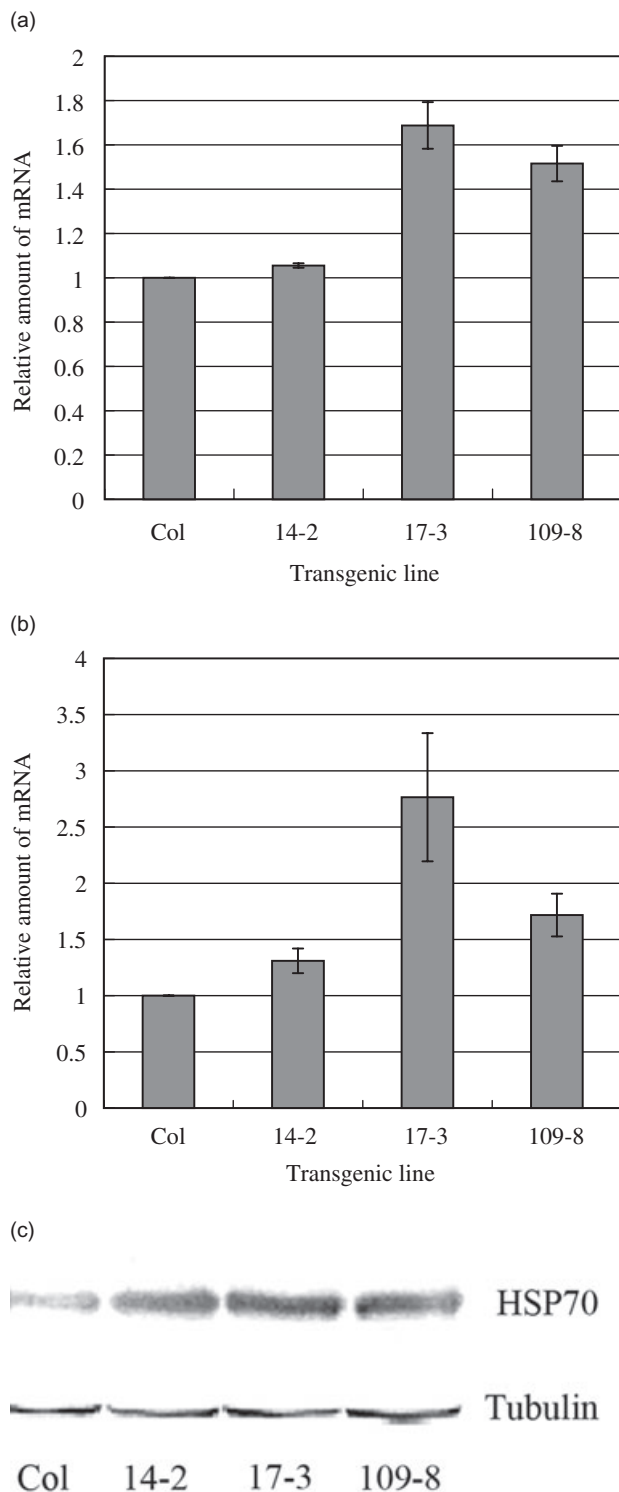 (a)
2
1.8
1.6
1.4
1.2
1
0.8
0.6
0.4
0.2
0
Relative amount of mRNA
Col 14-2 17-3 109-8
Transgenic line
(b)
4
3.5
3
2.5
2
1.5
1
0.5
0
Relative amount of mRNA
Col 14-2 17-3 109-8
Transgenic line
(c)
HSP70
Tubulin
Col 14-2 17-3 109-8